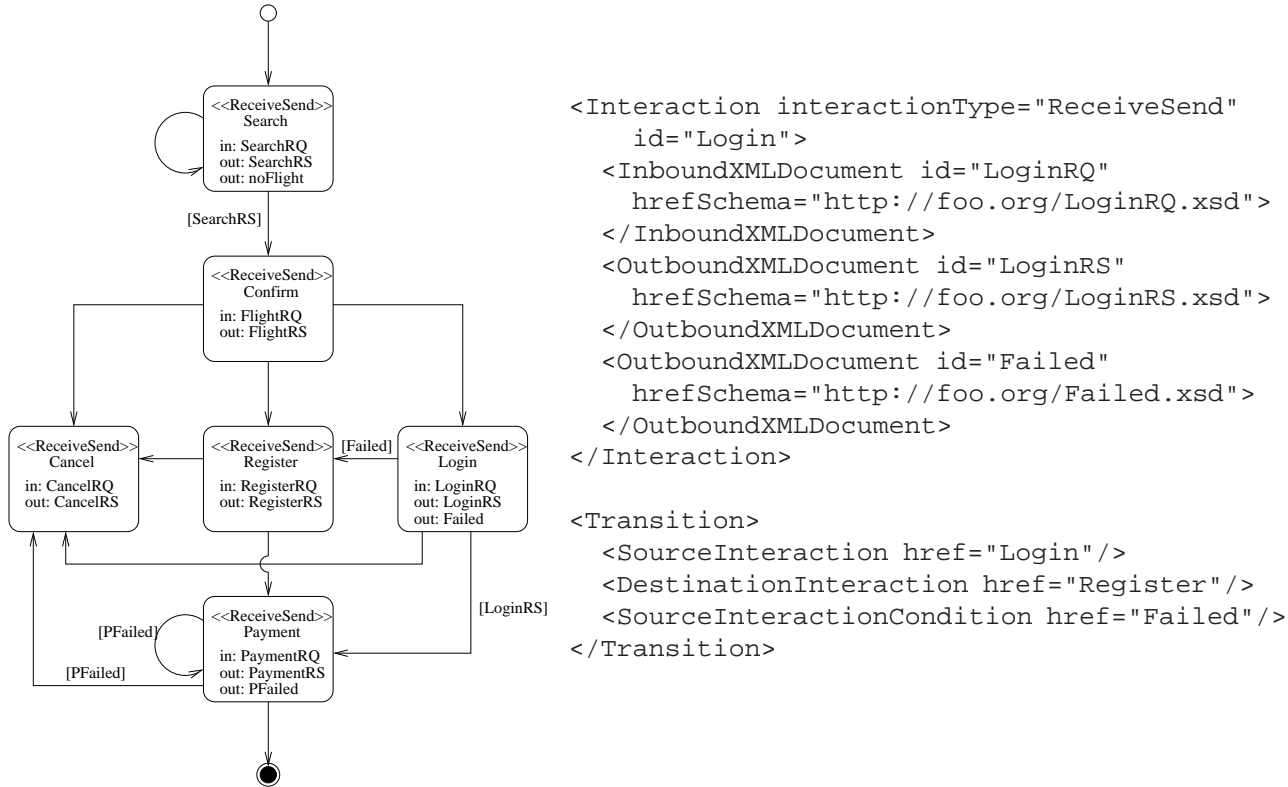 <<ReceiveSend>>
Search
in: SearchRQ
out: SearchRS
out: noFlight
[SearchRS]
<<ReceiveSend>>
Confirm
in: FlightRQ
out: FlightRS
<<ReceiveSend>>
Cancel
in: CancelRQ
out: CancelRS
<<ReceiveSend>>
Register
in: RegisterRQ
out: RegisterRS
[Failed]
<<ReceiveSend>>
Login
in: LoginRQ
out: LoginRS
out: Failed
[LoginRS]
<<ReceiveSend>>
Payment
in: PaymentRQ
out: PaymentRS
out: PFailed
[PFailed]
[PFailed]
<Interaction interactionType="ReceiveSend"
id="Login">
<InboundXMLDocument id="LoginRQ"
hrefSchema="http://foo.org/LoginRQ.xsd">
</InboundXMLDocument>
<OutboundXMLDocument id="LoginRS"
hrefSchema="http://foo.org/LoginRS.xsd">
</OutboundXMLDocument>
<OutboundXMLDocument id="Failed"
hrefSchema="http://foo.org/Failed.xsd">
</OutboundXMLDocument>
</Interaction>
<Transition>
<SourceInteraction href="Login"/>
<DestinationInteraction href="Register"/>
<SourceInteractionCondition href="Failed"/>
</Transition>